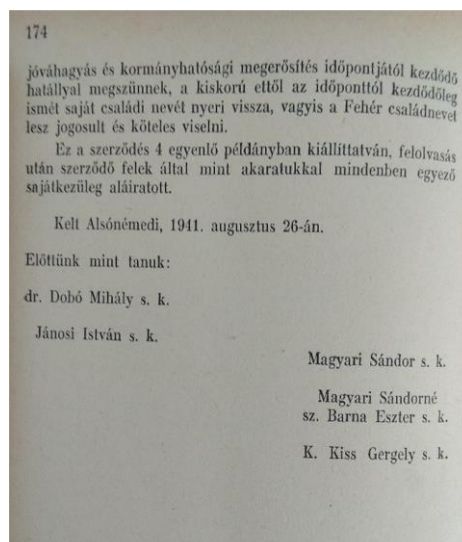 174
jóváhagyás és kormányhatósági megerősítés időpontjától kezdődő
hatállyal megszünnek, a kiskorú ettől az időponttól kezdődőleg
ismét saját családi nevét nyeri vissza, vagyis a Fehér családnevet
lesz jogosult és köteles viselni.
Ez a szerződés 4 egyenlő példányban kiállíttatván, felolvasás
után szerződő felek által mint akaratukkal mindenben egyező
sajátkezüleg aláiratott.
Kelt Alsónémedi, 1941. augusztus 26-án.
Előttünk mint tanuk:
dr. Dobó Mihály s. k.
Jánosi István s. k.
Magyari Sándor s. k.
Magyari Sándorné
sz. Barna Eszter s. k.
K. Kiss Gergely s. k.